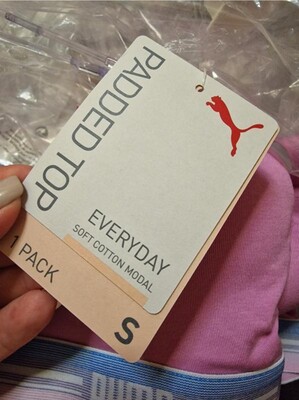 PADDED TOP
EVERYDAY
SOFT COTTON MODAL
1 PACK
S